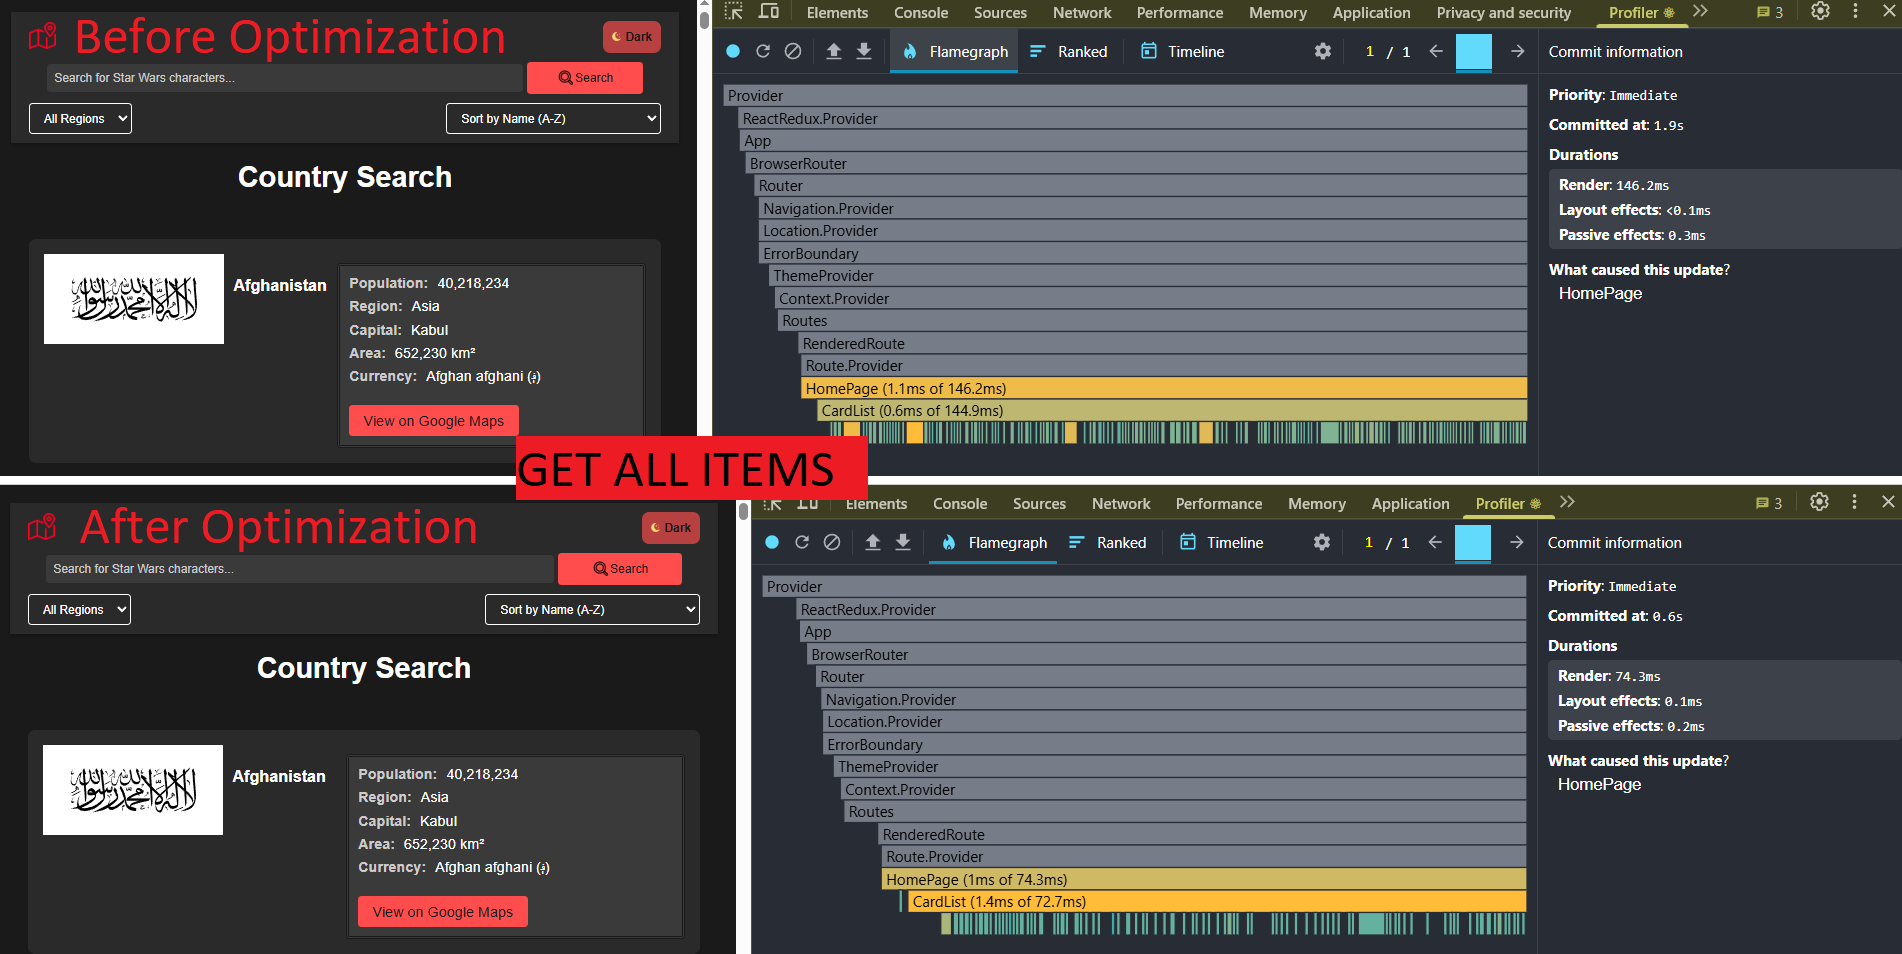 Before Optimization
Dark
Search for Star Wars characters...
Search
All Regions
Sort by Name (A-Z)
Country Search
Afghanistan
Population: 40,218,234
Region: Asia
Capital: Kabul
Area: 652,230 km²
Currency: Afghan afghani (؋)
View on Google Maps
Elements Console Sources Network Performance Memory Application Privacy and security Profiler 3
Flamegraph Ranked Timeline 1 / 1
Provider
ReactRedux.Provider
App
BrowserRouter
Router
Navigation.Provider
Location.Provider
ErrorBoundary
ThemeProvider
Context.Provider
Routes
RenderedRoute
Route.Provider
HomePage (1.1ms of 146.2ms)
CardList (0.6ms of 144.9ms)
Commit information
Priority: Immediate
Committed at: 1.9s
Durations
Render: 146.2ms
Layout effects: <0.1ms
Passive effects: 0.3ms
What caused this update?
HomePage
GET ALL ITEMS
After Optimization
Dark
Search for Star Wars characters...
Search
All Regions
Sort by Name (A-Z)
Country Search
Afghanistan
Population: 40,218,234
Region: Asia
Capital: Kabul
Area: 652,230 km²
Currency: Afghan afghani (؋)
View on Google Maps
Elements Console Sources Network Performance Memory Application Profiler 3
Flamegraph Ranked Timeline 1 / 1
Provider
ReactRedux.Provider
App
BrowserRouter
Router
Navigation.Provider
Location.Provider
ErrorBoundary
ThemeProvider
Context.Provider
Routes
RenderedRoute
Route.Provider
HomePage (1ms of 74.3ms)
CardList (1.4ms of 72.7ms)
Commit information
Priority: Immediate
Committed at: 0.6s
Durations
Render: 74.3ms
Layout effects: 0.1ms
Passive effects: 0.2ms
What caused this update?
HomePage